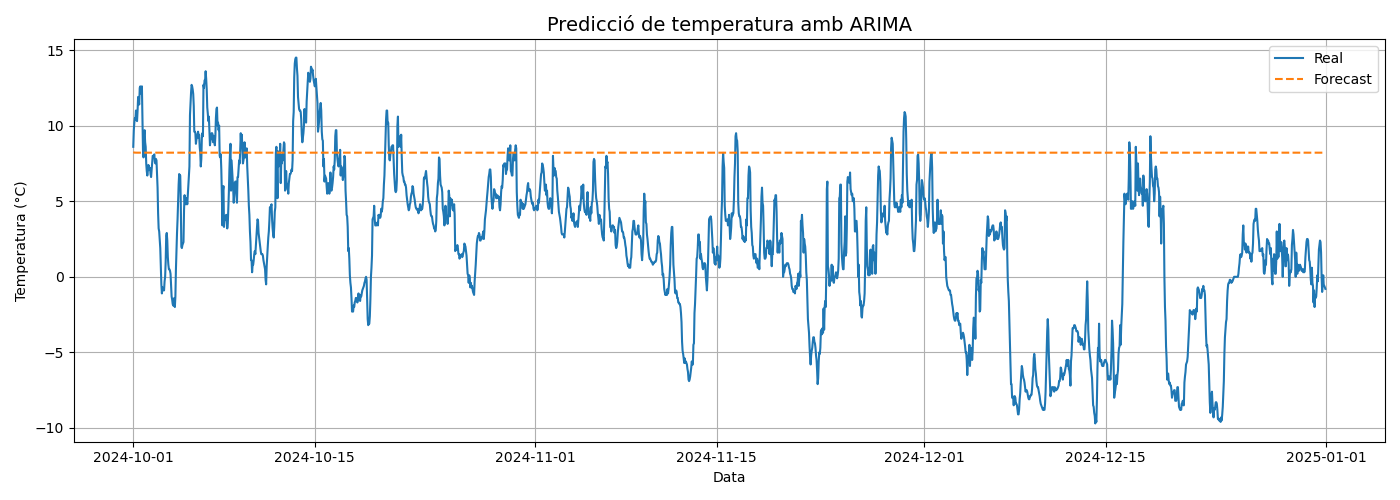 Predicció de temperatura amb ARIMA
Real
Forecast
Temperatura (°C)
15
10
5
0
−5
−10
2024-10-01
2024-10-15
2024-11-01
2024-11-15
2024-12-01
2024-12-15
2025-01-01
Data